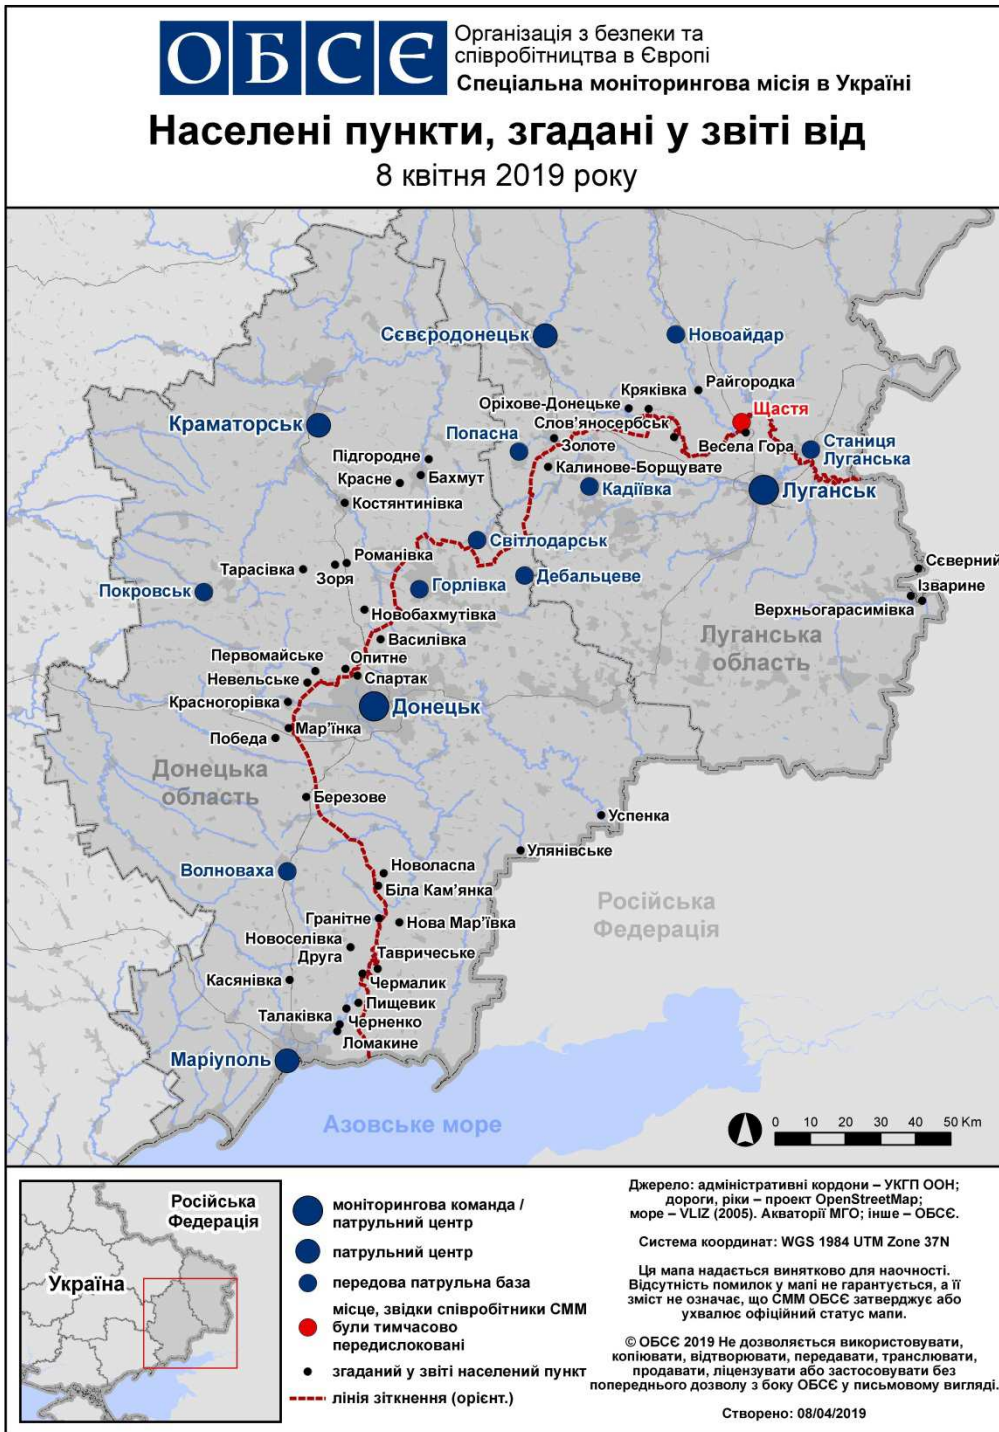 ОБСЄ
Організація з безпеки та
співробітництва в Європі
Спеціальна моніторингова місія в Україні
Населені пункти, згадані у звіті від
8 квітня 2019 року
Сєвєродонецьк
Новоайдар
Райгородка
Кряківка
Оріхове-Донецьке
Щастя
Краматорськ
Слов’яносербськ
Попасна
Золоте
Весела Гора
Станиця
Луганська
Підгородне
Калинове-Борщувате
Бахмут
Красне
Кадіївка
Луганськ
Костянтинівка
Світлодарськ
Романівка
Тарасівка
Зоря
Сєверний
Дебальцеве
Горлівка
Ізварине
Покровськ
Верхньогарасимівка
Новобахмутівка
Василівка
Луганська
область
Опитне
Первомайське
Спартак
Невельське
Красногорівка
Донецьк
Мар’їнка
Победа
Донецька
область
Березове
Успенка
Улянівське
Новоласпа
Волноваха
Біла Кам’янка
Російська
Федерація
Гранітне
Нова Мар’ївка
Новоселівка
Друга
Тавричеське
Касянівка
Чермалик
Пищевик
Талаківка
Черненко
Ломакине
Маріуполь
Азовське море
0 10 20 30 40 50 Km
Російська
Федерація
Україна
моніторингова команда /
патрульний центр
патрульний центр
передова патрульна база
місце, звідки співробітники СММ
були тимчасово
передислоковані
згаданий у звіті населений пункт
лінія зіткнення (орієнт.)
Джерело: адміністративні кордони – УКГП ООН;
дороги, ріки – проект OpenStreetMap;
море – VLIZ (2005). Акваторії МГО; інше – ОБСЄ.
Система координат: WGS 1984 UTM Zone 37N
Ця мапа надається винятково для наочності.
Відсутність помилок у мапі не гарантується, а її
зміст не означає, що СММ ОБСЄ затверджує або
ухвалює офіційний статус мапи.
© ОБСЄ 2019 Не дозволяється використовувати,
копіювати, відтворювати, передавати, транслювати,
продавати, ліцензувати або застосовувати без
попереднього дозволу з боку ОБСЄ у письмовому вигляді.
Створено: 08/04/2019